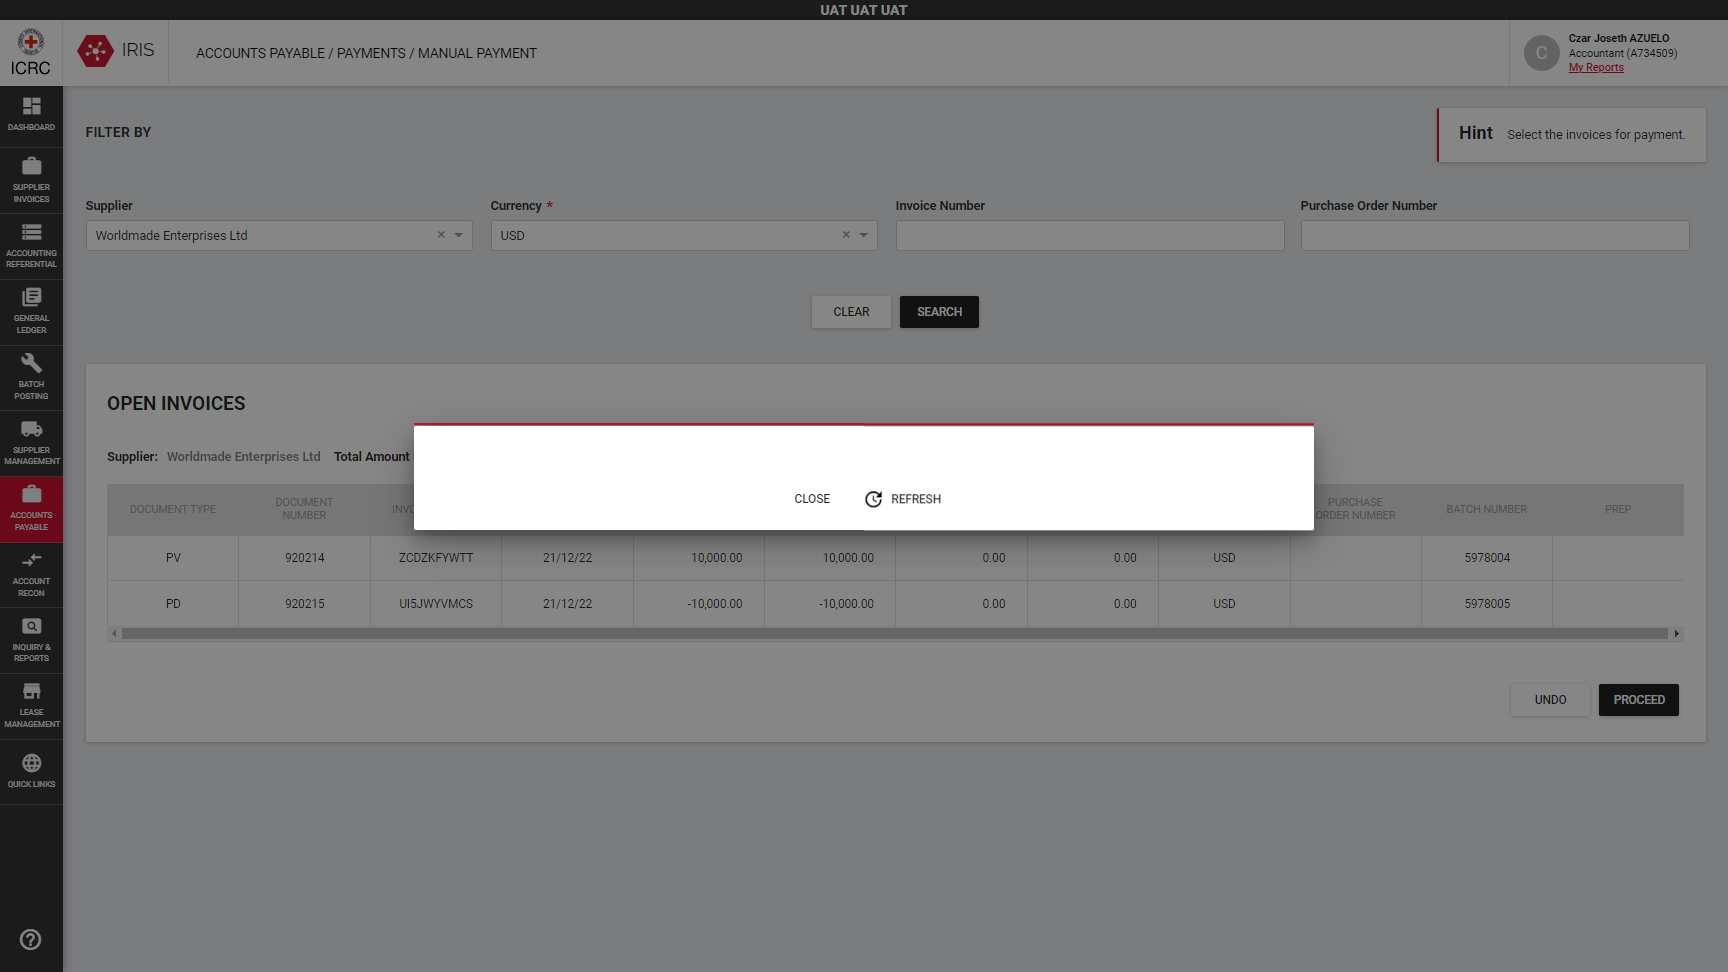 UAT UAT UAT
ICRC
IRIS
ACCOUNTS PAYABLE / PAYMENTS / MANUAL PAYMENT
C
Czar Joseth AZUELO
Accountant (A734509)
My Reports
DASHBOARD
SUPPLIER
INVOICES
ACCOUNTING
REFERENTIAL
GENERAL
LEDGER
BATCH
POSTING
SUPPLIER
MANAGEMENT
ACCOUNTS
PAYABLE
ACCOUNT
RECON
INQUIRY &
REPORTS
LEASE
MANAGEMENT
QUICK LINKS
FILTER BY
Hint Select the invoices for payment.
Supplier Currency * Invoice Number Purchase Order Number
Worldmade Enterprises Ltd USD
CLEAR SEARCH
OPEN INVOICES
Supplier: Worldmade Enterprises Ltd Total Amount
CLOSE REFRESH
DOCUMENT TYPE DOCUMENT NUMBER PURCHASE ORDER NUMBER BATCH NUMBER PREP
PV 920214 ZCDZKFYWTT 21/12/22 10,000.00 10,000.00 0.00 0.00 USD 5978004
PD 920215 UI5JWYVMCS 21/12/22 -10,000.00 -10,000.00 0.00 0.00 USD 5978005
UNDO PROCEED